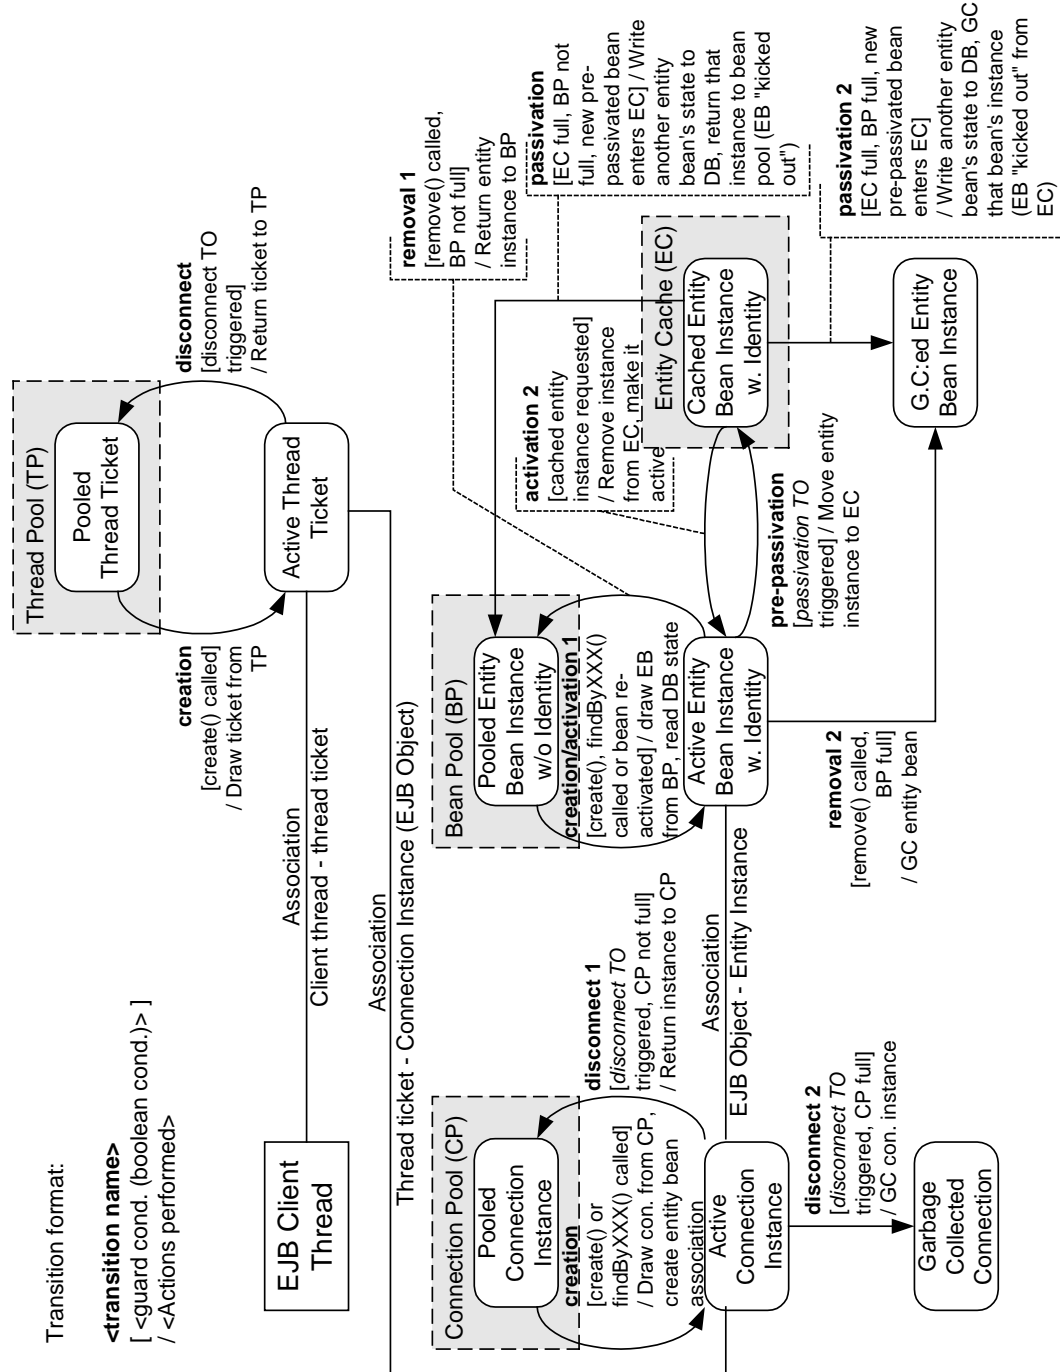 Transition format:
<transition name>
[ <guard cond. (boolean cond.)> ]
/ <Actions performed>
EJB Client
Thread
Association
Client thread - thread ticket
creation
[create() called]
/ Draw ticket from
TP
Thread Pool (TP)
Pooled
Thread Ticket
Active Thread
Ticket
disconnect
[disconnect TO
triggered]
/ Return ticket to TP
Association
Thread ticket - Connection Instance (EJB Object)
Connection Pool (CP)
Pooled
Connection
Instance
creation
[create() or
findByXXX() called]
/ Draw con. from CP,
create entity bean
association
Active
Connection
Instance
disconnect 1
[disconnect TO
triggered, CP not full]
/ Return instance to CP
Association
EJB Object - Entity Instance
disconnect 2
[disconnect TO
triggered, CP full]
/ GC con. instance
Garbage
Collected
Connection
Bean Pool (BP)
Pooled Entity
Bean Instance
w/o Identity
creation/activation 1
[create(), findByXXX()
called or bean re-
activated] / draw EB
from BP, read DB state
Active Entity
Bean Instance
w. Identity
removal 2
[remove() called,
BP full]
/ GC entity bean
removal 1
[remove() called,
BP not full]
/ Return entity
instance to BP
activation 2
[cached entity
instance requested]
/ Remove instance
from EC, make it
active
pre-passivation
[passivation TO
triggered] / Move entity
instance to EC
Entity Cache (EC)
Cached Entity
Bean Instance
w. Identity
G.C:ed Entity
Bean Instance
passivation
[EC full, BP not
full, new pre-
passivated bean
enters EC] / Write
another entity
bean's state to
DB, return that
instance to bean
pool (EB "kicked
out")
passivation 2
[EC full, BP full, new
pre-passivated bean
enters EC]
/ Write another entity
bean's state to DB, GC
that bean's instance
(EB "kicked out" from
EC)